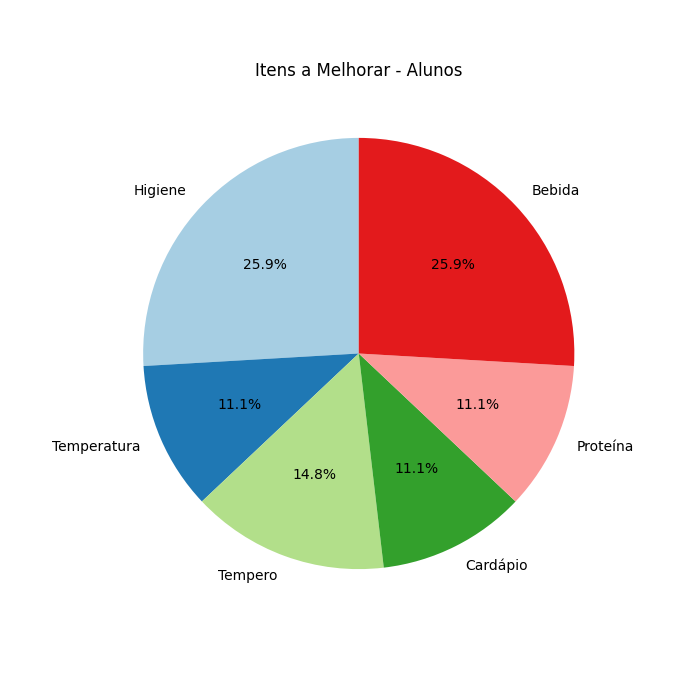 Itens a Melhorar - Alunos
Higiene
Bebida
25.9%
25.9%
11.1%
11.1%
Temperatura
Proteína
14.8%
11.1%
Tempero
Cardápio